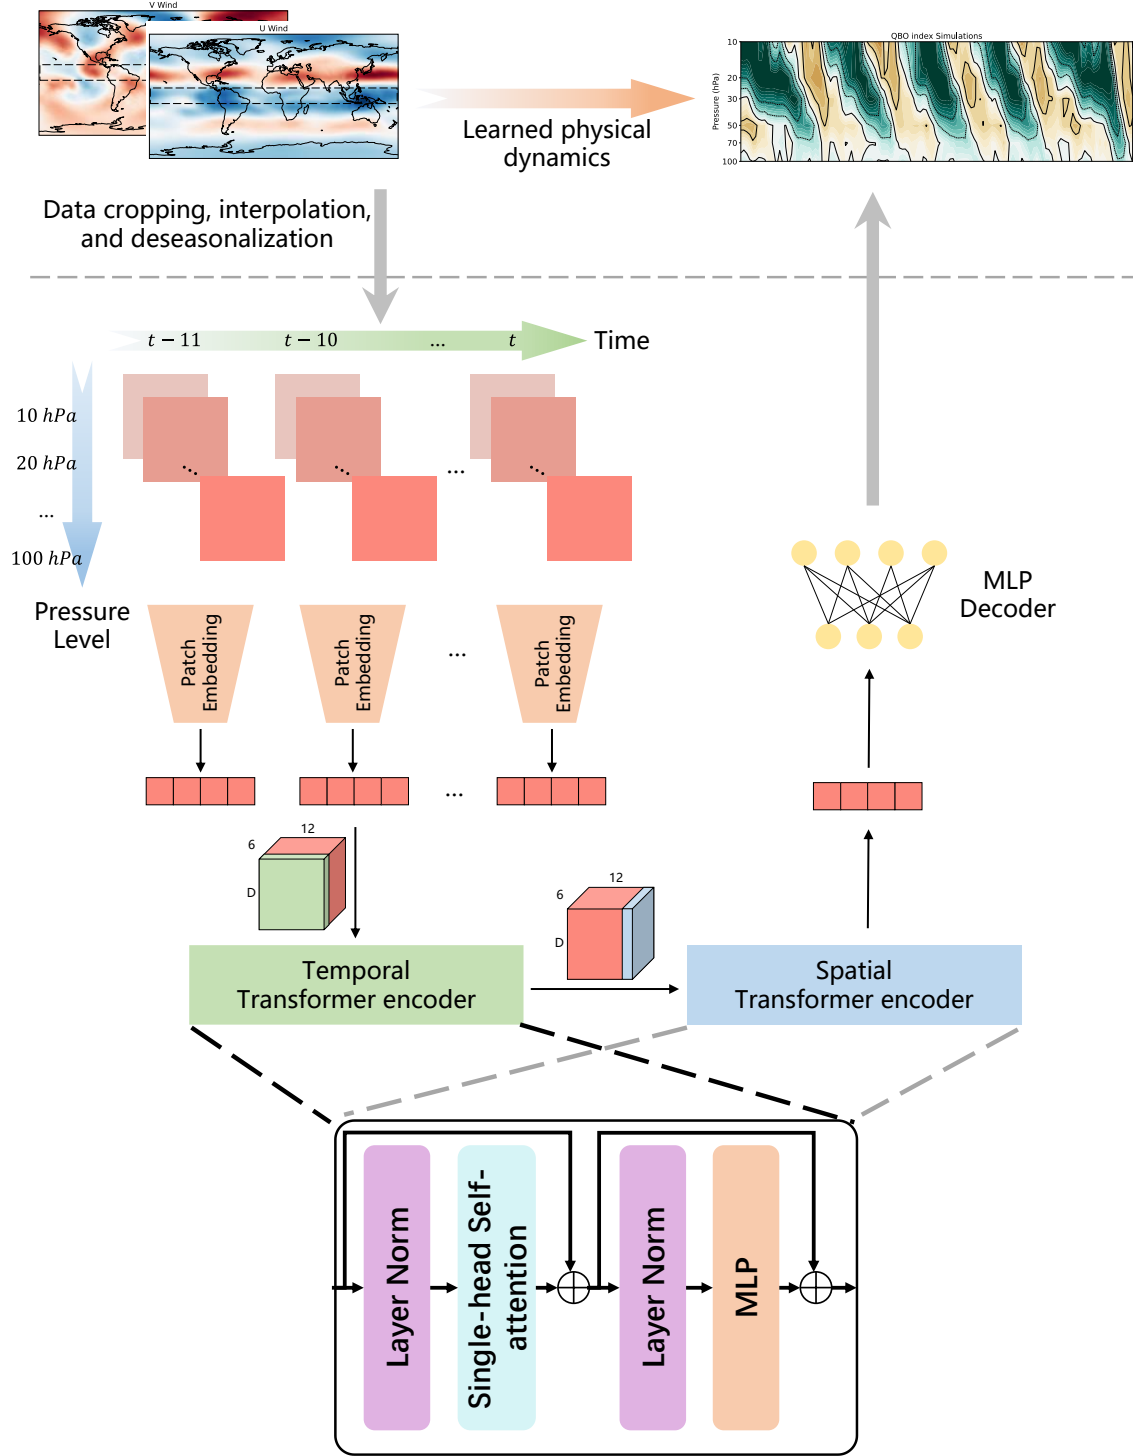 V Wind
U Wind
QBO index Simulations
Pressure (hPa)
10
20
30
50
70
100
Learned physical
dynamics
Data cropping, interpolation,
and deseasonalization
t − 11
t − 10
...
t
Time
10 hPa
20 hPa
...
100 hPa
Pressure
Level
...
...
...
...
Patch
Embedding
Patch
Embedding
...
Patch
Embedding
MLP
Decoder
...
12
6
D
12
6
D
Temporal
Transformer encoder
Spatial
Transformer encoder
Layer Norm
Single-head Self-
attention
Layer Norm
MLP